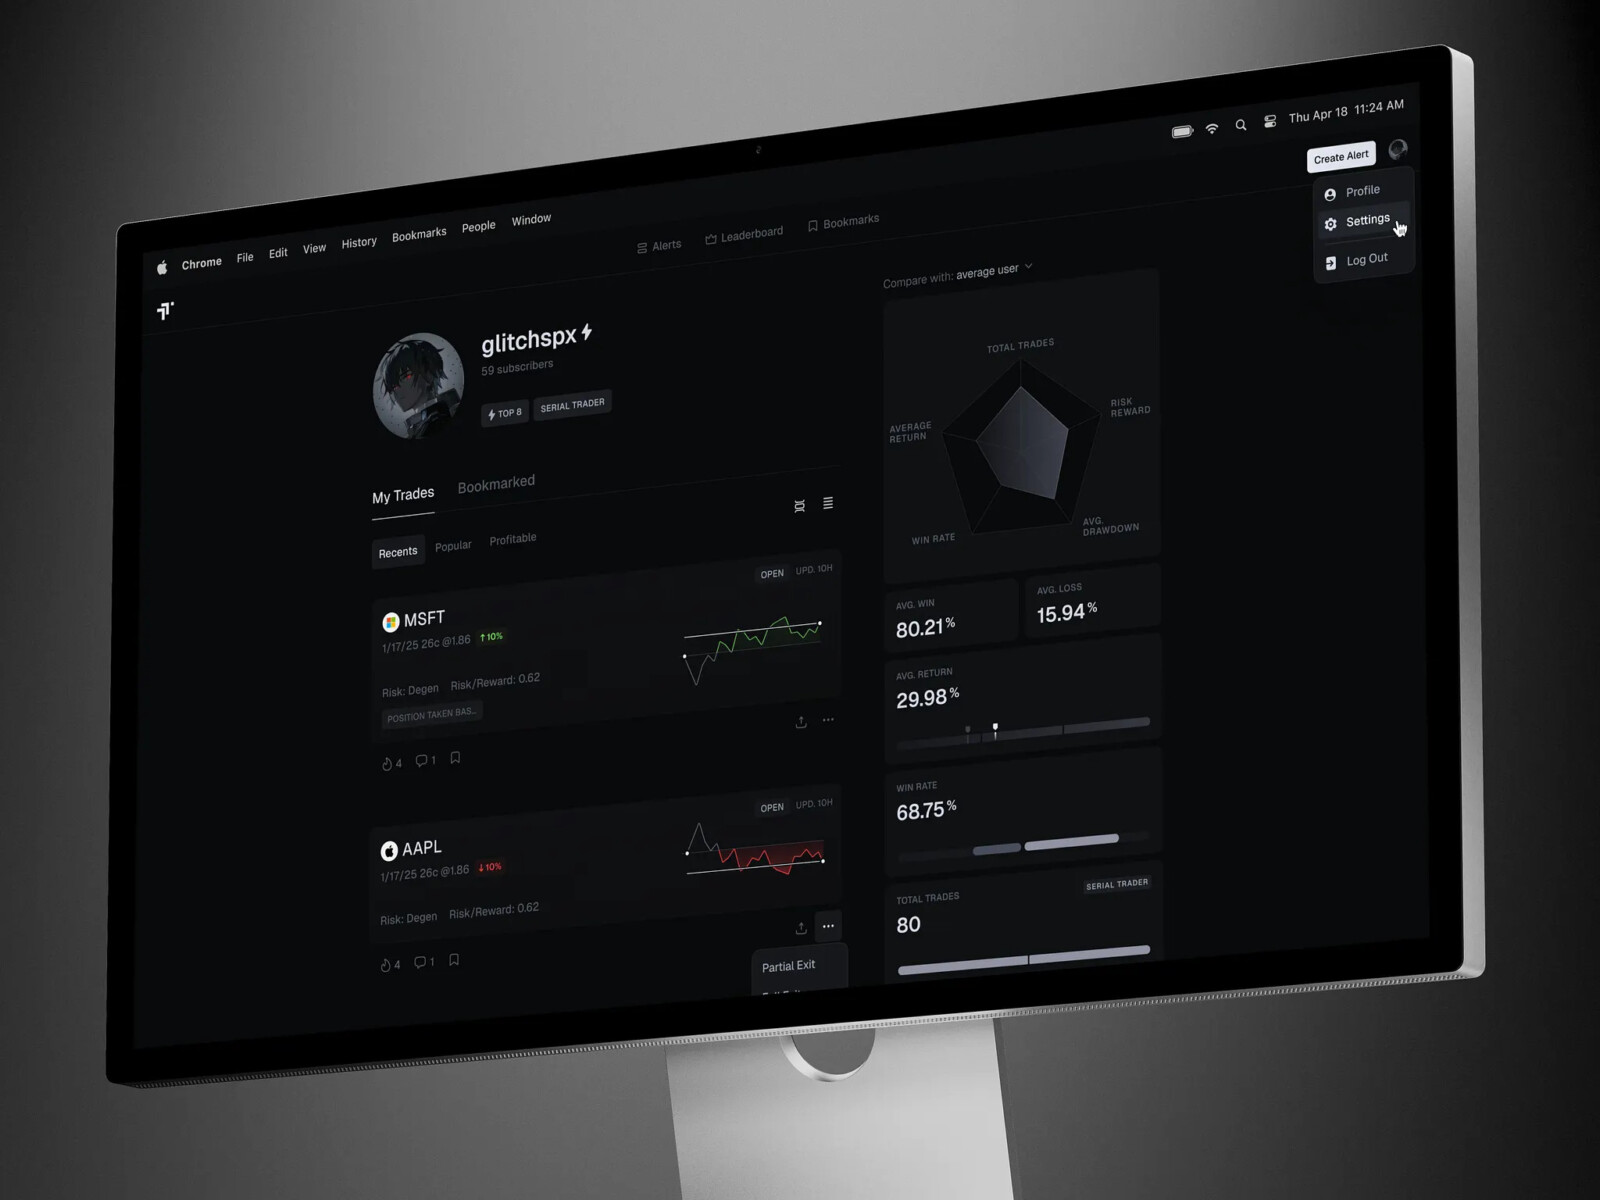 Chrome File Edit View History Bookmarks People Window
Thu Apr 18 11:24 AM
Alerts Leaderboard Bookmarks
Create Alert
Profile
Settings
Log Out
glitchspx
59 subscribers
TOP 8 SERIAL TRADER
My Trades Bookmarked
Recents Popular Profitable
OPEN UPD. 10H
MSFT
1/17/25 26c @1.86 ↑10%
Risk: Degen Risk/Reward: 0.62
POSITION TAKEN BAS...
4 1
OPEN UPD. 10H
AAPL
1/17/25 26c @1.86 ↓10%
Risk: Degen Risk/Reward: 0.62
4 1
Partial Exit
Compare with: average user
TOTAL TRADES
RISK
REWARD
AVERAGE
RETURN
AVG.
DRAWDOWN
WIN RATE
AVG. WIN
80.21%
AVG. LOSS
15.94%
AVG. RETURN
29.98%
WIN RATE
68.75%
TOTAL TRADES
SERIAL TRADER
80